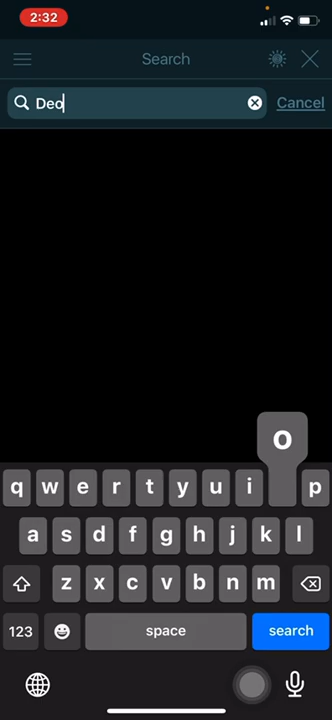 2:32
Search
Deo
Cancel
o
q w e r t y u i p
a s d f g h j k l
z x c v b n m
123 space search